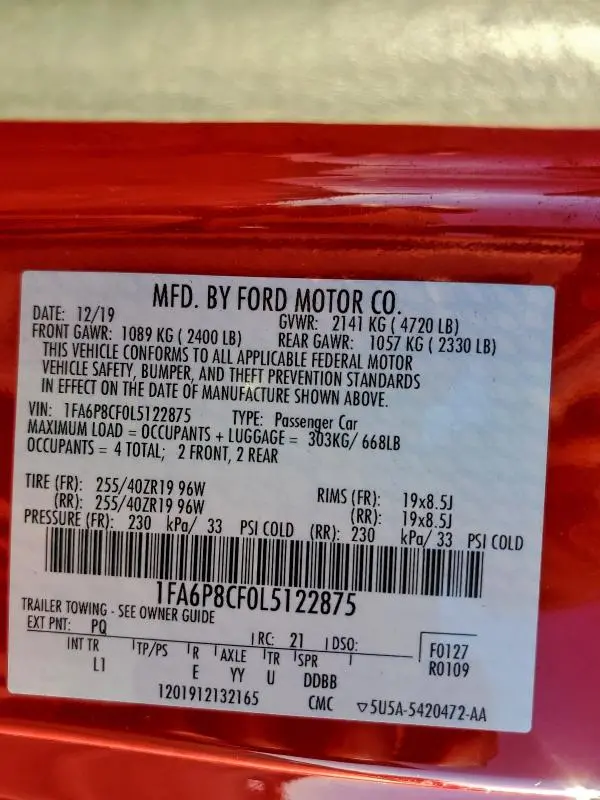 MFD. BY FORD MOTOR CO.
DATE: 12/19 GVWR: 2141 KG ( 4720 LB)
FRONT GAWR: 1089 KG ( 2400 LB) REAR GAWR: 1057 KG ( 2330 LB)
THIS VEHICLE CONFORMS TO ALL APPLICABLE FEDERAL MOTOR
VEHICLE SAFETY, BUMPER, AND THEFT PREVENTION STANDARDS
IN EFFECT ON THE DATE OF MANUFACTURE SHOWN ABOVE.
VIN: 1FA6P8CF0L5122875 TYPE: Passenger Car
MAXIMUM LOAD = OCCUPANTS + LUGGAGE = 303KG/ 668LB
OCCUPANTS = 4 TOTAL; 2 FRONT, 2 REAR
TIRE (FR): 255/40ZR19 96W RIMS (FR): 19x8.5J
(RR): 255/40ZR19 96W (RR): 19x8.5J
PRESSURE (FR): 230 kPa/ 33 PSI COLD (RR): 230 kPa/ 33 PSI COLD
1FA6P8CF0L5122875
TRAILER TOWING - SEE OWNER GUIDE
EXT PNT: PQ RC: 21 DSO: F0127
INT TR TP/PS R AXLE TR SPR R0109
L1 E YY U DDBB
1201912132165 CMC ▽5U5A-5420472-AA